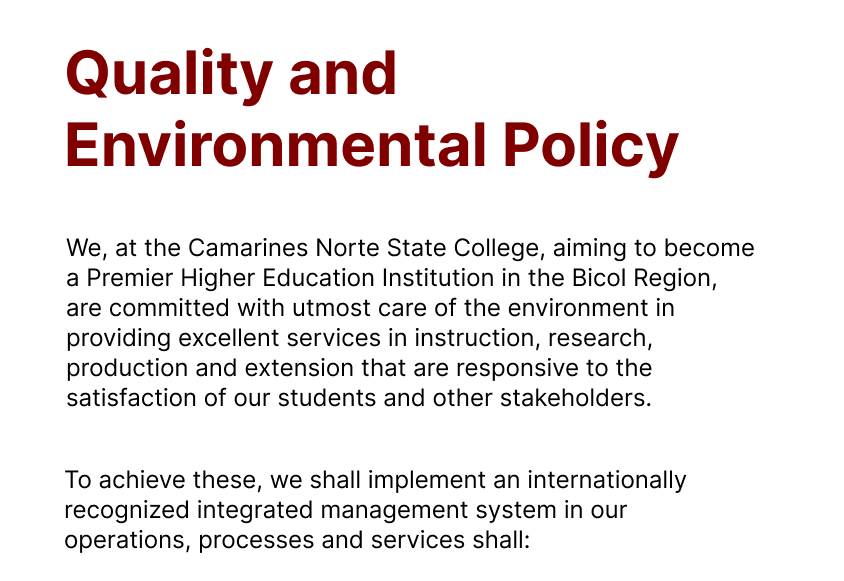 Quality and
Environmental Policy
We, at the Camarines Norte State College, aiming to become
a Premier Higher Education Institution in the Bicol Region,
are committed with utmost care of the environment in
providing excellent services in instruction, research,
production and extension that are responsive to the
satisfaction of our students and other stakeholders.
To achieve these, we shall implement an internationally
recognized integrated management system in our
operations, processes and services shall: